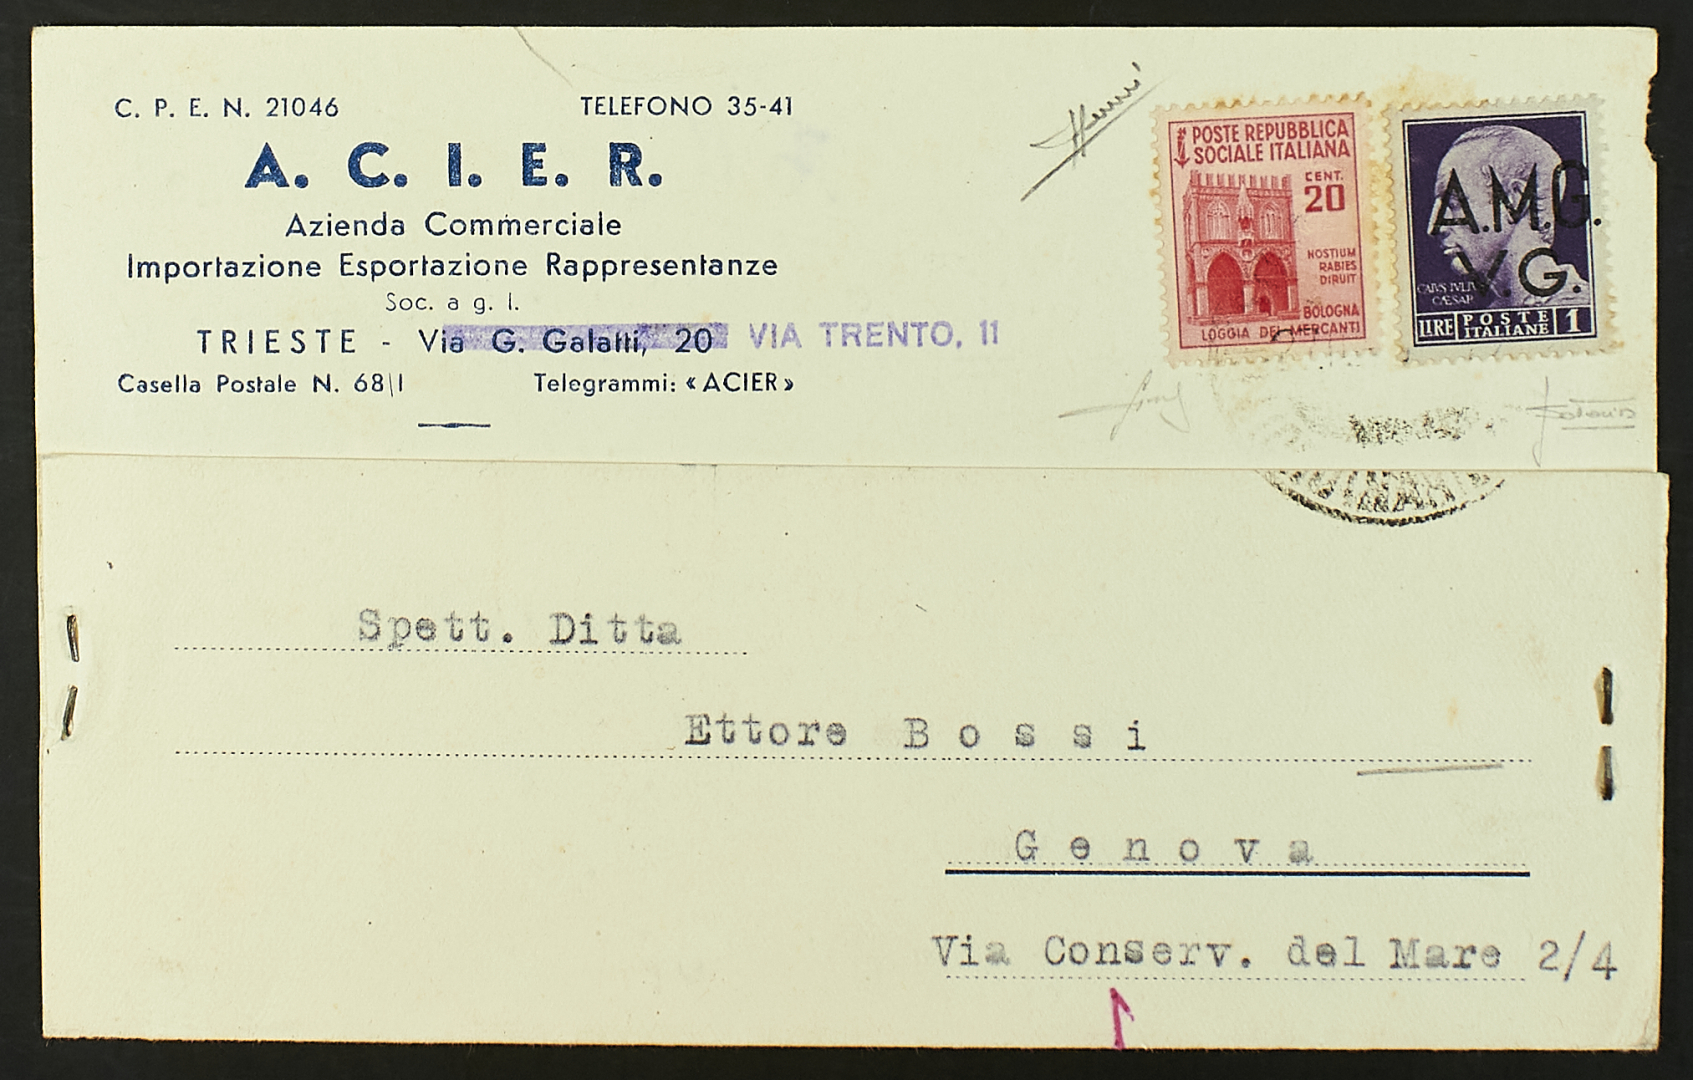 C. P. E. N. 21046 TELEFONO 35-41
A. C. I. E. R.
Azienda Commerciale
Importazione Esportazione Rappresentanze
Soc. a g. l.
TRIESTE - Via G. Galatti, 20 VIA TRENTO, 11
Casella Postale N. 68|1 Telegrammi: «ACIER»
POSTE REPUBBLICA
SOCIALE ITALIANA
CENT.
20
HOSTIUM
RABIES
DIRUIT
BOLOGNA
LOGGIA DEI MERCANTI
A.M.G.
V.G.
CAIVS IVLIVS
CÆSAR
LIRE POSTE ITALIANE 1
Spett. Ditta
Ettore Bossi
Genova
Via Conserv. del Mare 2/4